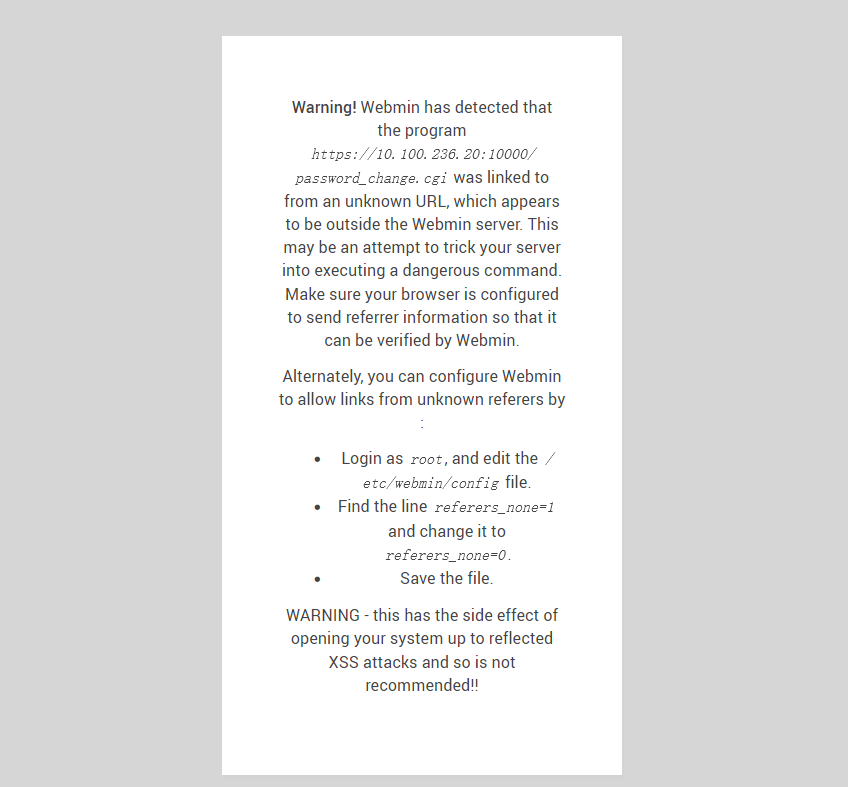 Warning! Webmin has detected that
the program
https://10.100.236.20:10000/
password_change.cgi was linked to
from an unknown URL, which appears
to be outside the Webmin server. This
may be an attempt to trick your server
into executing a dangerous command.
Make sure your browser is configured
to send referrer information so that it
can be verified by Webmin.
Alternately, you can configure Webmin
to allow links from unknown referers by
:
• Login as root, and edit the /
etc/webmin/config file.
• Find the line referers_none=1
and change it to
referers_none=0.
• Save the file.
WARNING - this has the side effect of
opening your system up to reflected
XSS attacks and so is not
recommended!!